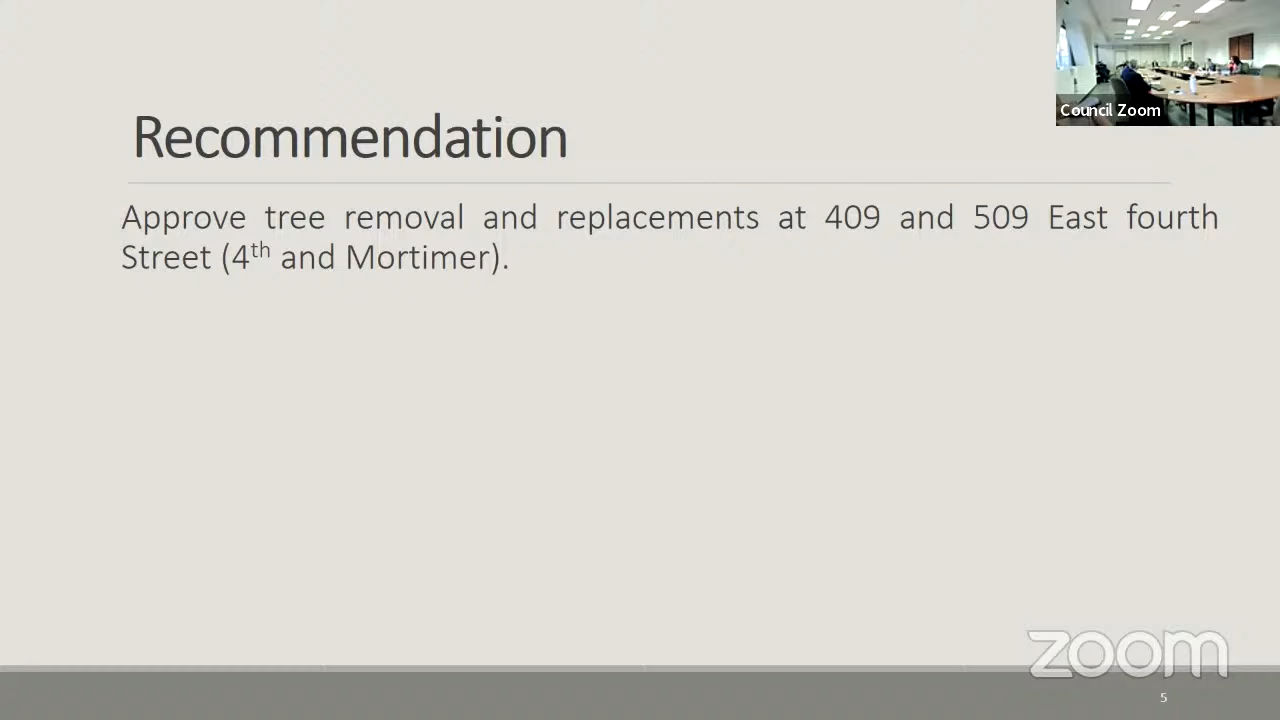 Council Zoom
Recommendation
Approve tree removal and replacements at 409 and 509 East fourth
Street (4th and Mortimer).
zoom
5